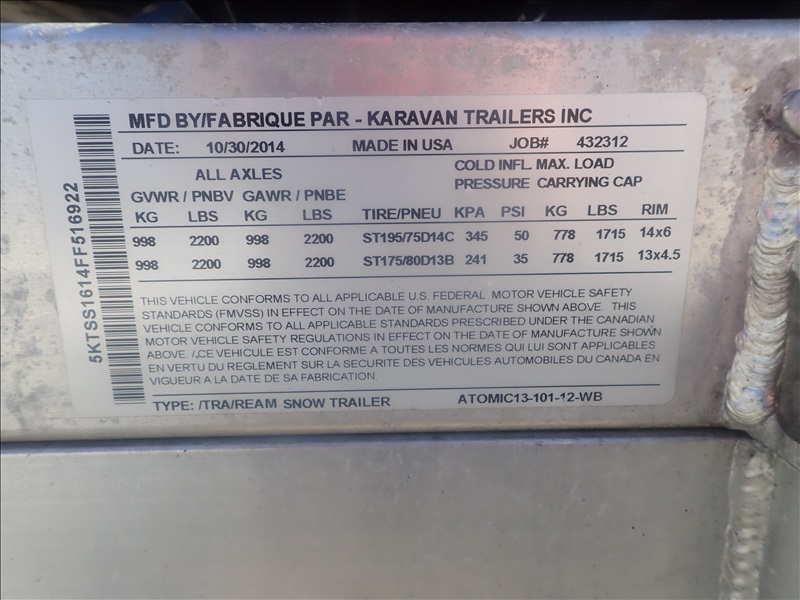 MFD BY/FABRIQUE PAR - KARAVAN TRAILERS INC
DATE: 10/30/2014 MADE IN USA JOB# 432312
ALL AXLES COLD INFL. MAX. LOAD
GVWR / PNBV GAWR / PNBE PRESSURE CARRYING CAP
KG LBS KG LBS TIRE/PNEU KPA PSI KG LBS RIM
998 2200 998 2200 ST195/75D14C 345 50 778 1715 14x6
998 2200 998 2200 ST175/80D13B 241 35 778 1715 13x4.5
THIS VEHICLE CONFORMS TO ALL APPLICABLE U.S. FEDERAL MOTOR VEHICLE SAFETY
STANDARDS (FMVSS) IN EFFECT ON THE DATE OF MANUFACTURE SHOWN ABOVE. THIS
VEHICLE CONFORMS TO ALL APPLICABLE STANDARDS PRESCRIBED UNDER THE CANADIAN
MOTOR VEHICLE SAFETY REGULATIONS IN EFFECT ON THE DATE OF MANUFACTURE SHOWN
ABOVE. /,CE VEHICULE EST CONFORME A TOUTES LES NORMES QUI LUI SONT APPLICABLES
EN VERTU DU REGLEMENT SUR LA SECURITE DES VEHICULES AUTOMOBILES DU CANADA EN
VIGUEUR A LA DATE DE SA FABRICATION.
TYPE: /TRA/REAM SNOW TRAILER ATOMIC13-101-12-WB
5KTSS1614FF516922